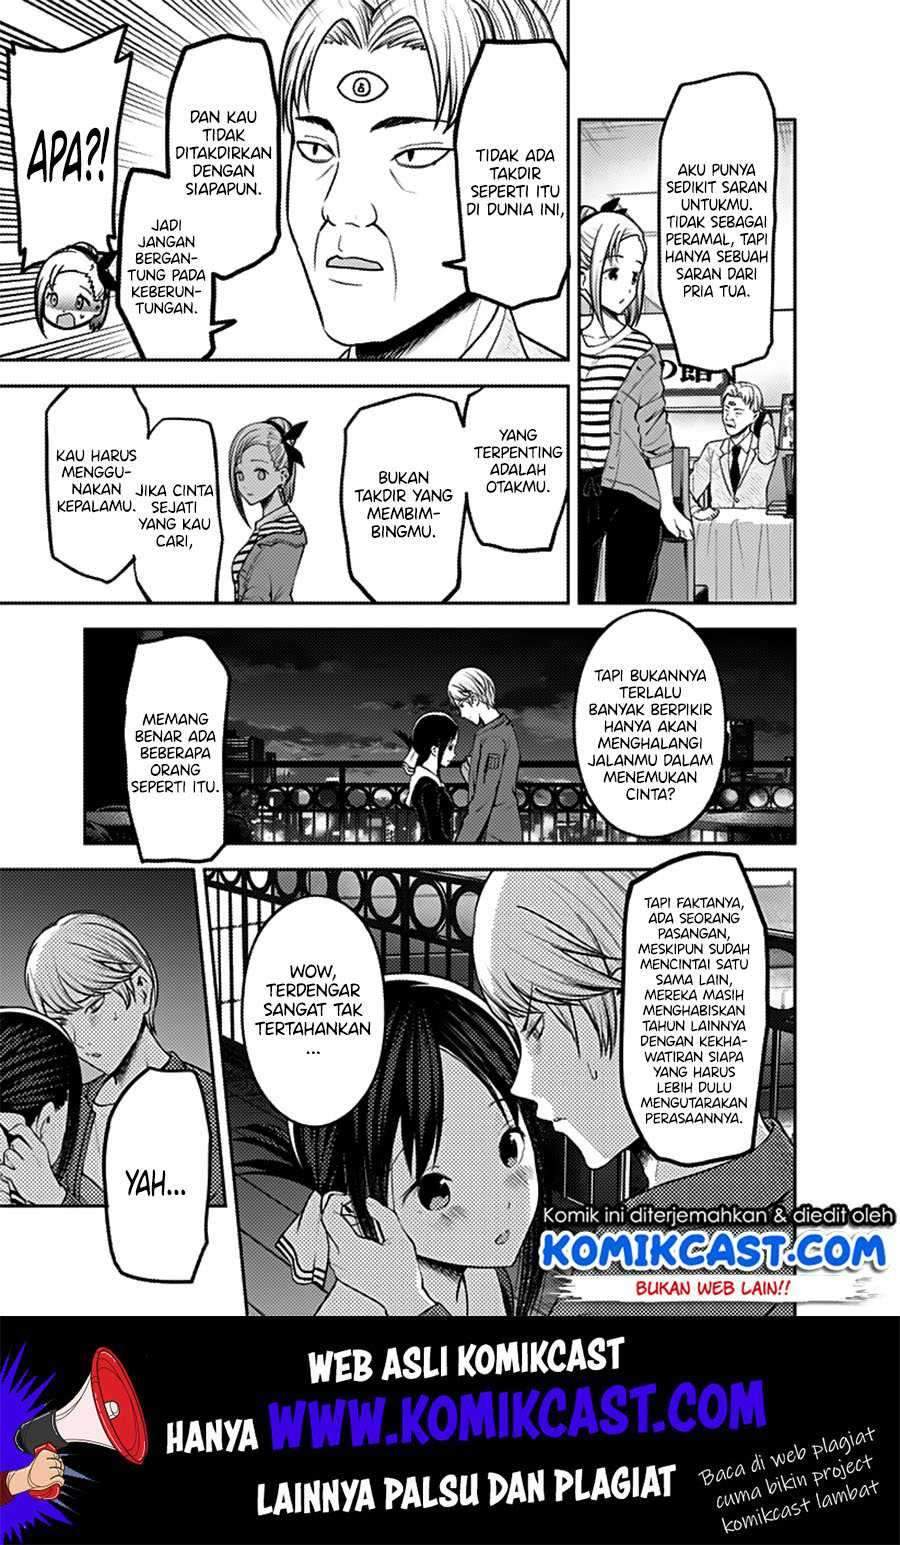 AKU PUNYA
SEDIKIT SARAN
UNTUKMU.
TIDAK SEBAGAI
PERAMAL, TAPI
HANYA SEBUAH
SARAN DARI
PRIA TUA.
TIDAK ADA
TAKDIR
SEPERTI ITU
DI DUNIA INI,
DAN KAU
TIDAK
DITAKDIRKAN
DENGAN
SIAPAPUN.
JADI
JANGAN
BERGAN-
TUNG PADA
KEBERUN-
TUNGAN.
APA?!
YANG
TERPENTING
ADALAH
OTAKMU.
BUKAN
TAKDIR YANG
MEMBIM-
BINGMU.
JIKA CINTA
SEJATI
YANG KAU
CARI,
KAU HARUS
MENGGU-
NAKAN
KEPALAMU.
TAPI BUKANNYA
TERLALU
BANYAK BERPIKIR
HANYA AKAN
MENGHALANGI
JALANMU DALAM
MENEMUKAN
CINTA?
MEMANG
BENAR ADA
BEBERAPA
ORANG
SEPERTI ITU.
TAPI FAKTANYA,
ADA SEORANG
PASANGAN,
MESKIPUN SUDAH
MENCINTAI SATU
SAMA LAIN,
MEREKA MASIH
MENGHABISKAN
TAHUN LAINNYA
DENGAN KEKHA-
WATIRAN SIAPA
YANG HARUS
LEBIH DULU
MENGUTARAKAN
PERASAANNYA.
WOW,
TERDENGAR
SANGAT TAK
TERTAHANKAN
...
YAH...
Komik ini diterjemahkan & diedit oleh
KOMIKCAST.COM
BUKAN WEB LAIN!!
WEB ASLI KOMIKCAST
HANYA WWW.KOMIKCAST.COM
LAINNYA PALSU DAN PLAGIAT
Baca di web plagiat
cuma bikin project
komikcast lambat